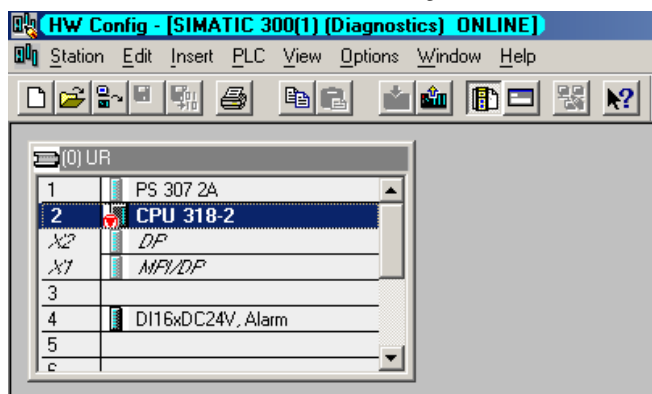 HW Config - [SIMATIC 300(1) (Diagnostics) ONLINE]
Station Edit Insert PLC View Options Window Help
(0) UR
1 PS 307 2A
2 CPU 318-2
X2 DP
X1 MPI/DP
3
4 DI16xDC24V, Alarm
5